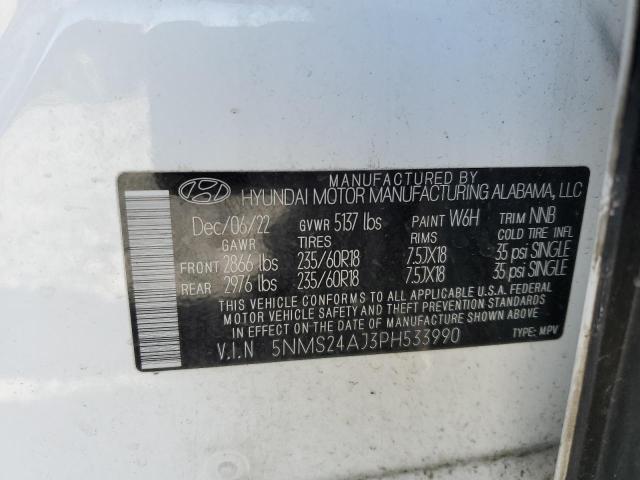 MANUFACTURED BY
HYUNDAI MOTOR MANUFACTURING ALABAMA, LLC
Dec/06/22 GVWR 5137 lbs PAINT W6H TRIM NNB
GAWR TIRES RIMS COLD TIRE INFL
FRONT 2866 lbs 235/60R18 7.5JX18 35 psi SINGLE
REAR 2976 lbs 235/60R18 7.5JX18 35 psi SINGLE
THIS VEHICLE CONFORMS TO ALL APPLICABLE U.S.A. FEDERAL
MOTOR VEHICLE SAFETY AND THEFT PREVENTION STANDARDS
IN EFFECT ON THE DATE OF MANUFACTURE SHOWN ABOVE.
V.I.N 5NMS24AJ3PH533990 TYPE: MPV